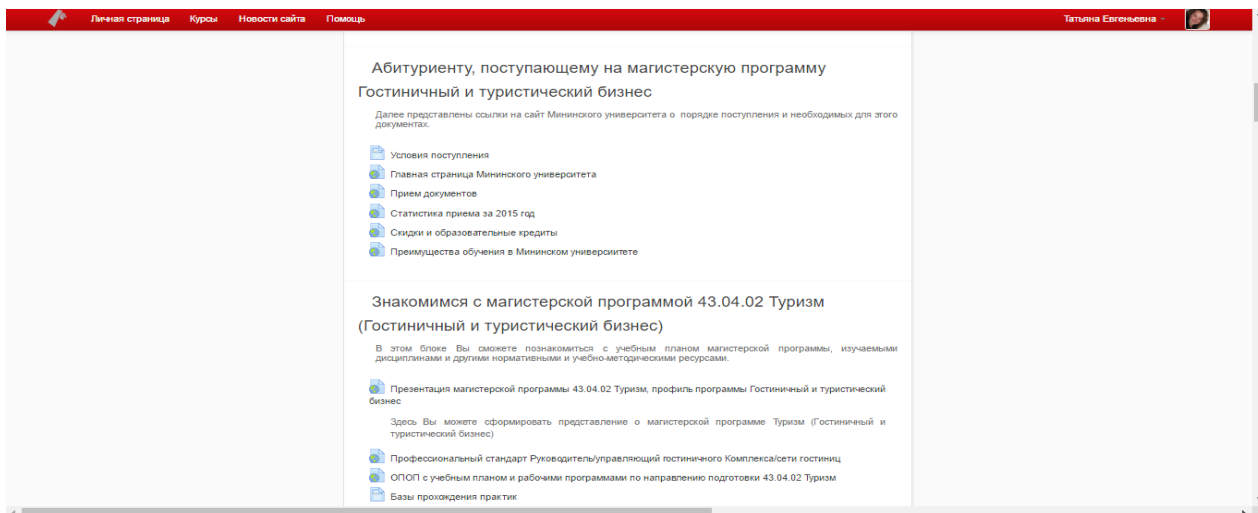 Личная страница Курсы Новости сайта Помощь Татьяна Евгеньевна
Абитуриенту, поступающему на магистерскую программу
Гостиничный и туристический бизнес
Далее представлены ссылки на сайт Мининского университета о порядке поступления и необходимых для этого
документах.
Условия поступления
Главная страница Мининского университета
Прием документов
Статистика приема за 2015 год
Скидки и образовательные кредиты
Преимущества обучения в Мининском универсиитете
Знакомимся с магистерской программой 43.04.02 Туризм
(Гостиничный и туристический бизнес)
В этом блоке Вы сможете познакомиться с учебным планом магистерской программы, изучаемыми
дисциплинами и другими нормативными и учебно-методическими ресурсами.
Презентация магистерской программы 43.04.02 Туризм, профиль программы Гостиничный и туристический
бизнес
Здесь Вы можете сформировать представление о магистерской программе Туризм (Гостиничный и
туристический бизнес)
Профессиональный стандарт Руководитель/управляющий гостиничного Комплекса/сети гостиниц
ОПОП с учебным планом и рабочими программами по направлению подготовки 43.04.02 Туризм
Базы прохождения практик